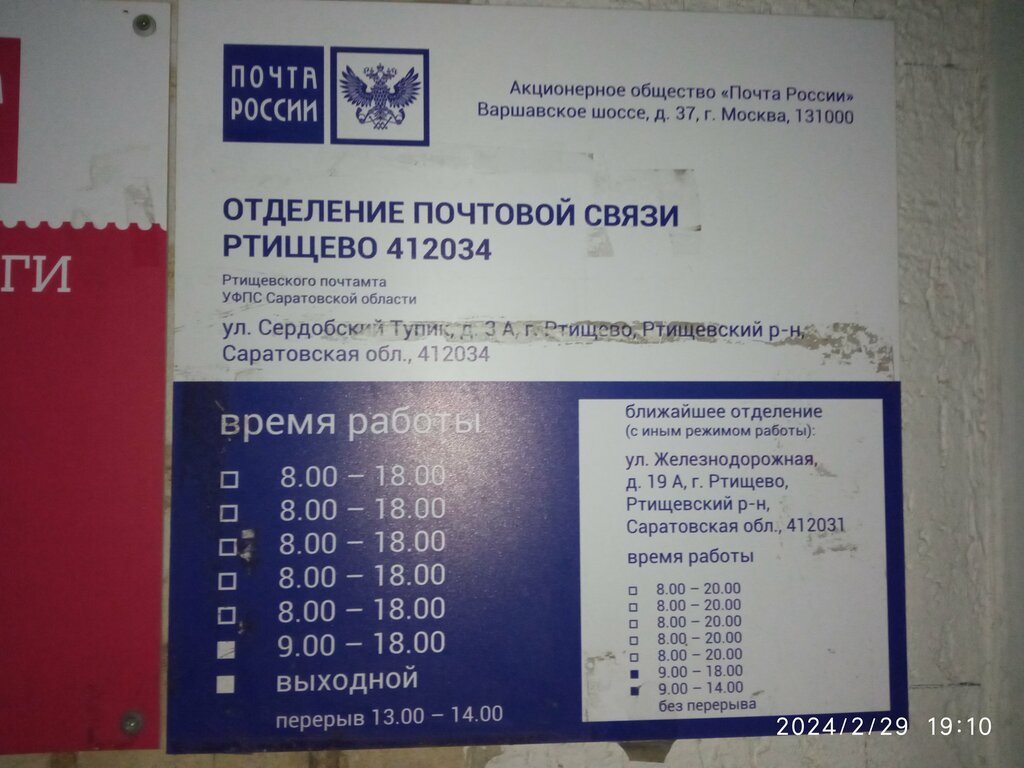 ПОЧТА
РОССИИ
Акционерное общество «Почта России»
Варшавское шоссе, д. 37, г. Москва, 131000
ОТДЕЛЕНИЕ ПОЧТОВОЙ СВЯЗИ
РТИЩЕВО 412034
Ртищевского почтамта
УФПС Саратовской области
ул. Сердобский Тупик, д. 3 А, г. Ртищево, Ртищевский р-н,
Саратовская обл., 412034
ГИ
время работы
8.00 – 18.00
8.00 – 18.00
8.00 – 18.00
8.00 – 18.00
8.00 – 18.00
9.00 – 18.00
выходной
перерыв 13.00 – 14.00
ближайшее отделение
(с иным режимом работы):
ул. Железнодорожная,
д. 19 А, г. Ртищево,
Ртищевский р-н,
Саратовская обл., 412031
время работы
8.00 – 20.00
8.00 – 20.00
8.00 – 20.00
8.00 – 20.00
8.00 – 20.00
9.00 – 18.00
9.00 – 14.00
без перерыва
2024/2/29 19:10